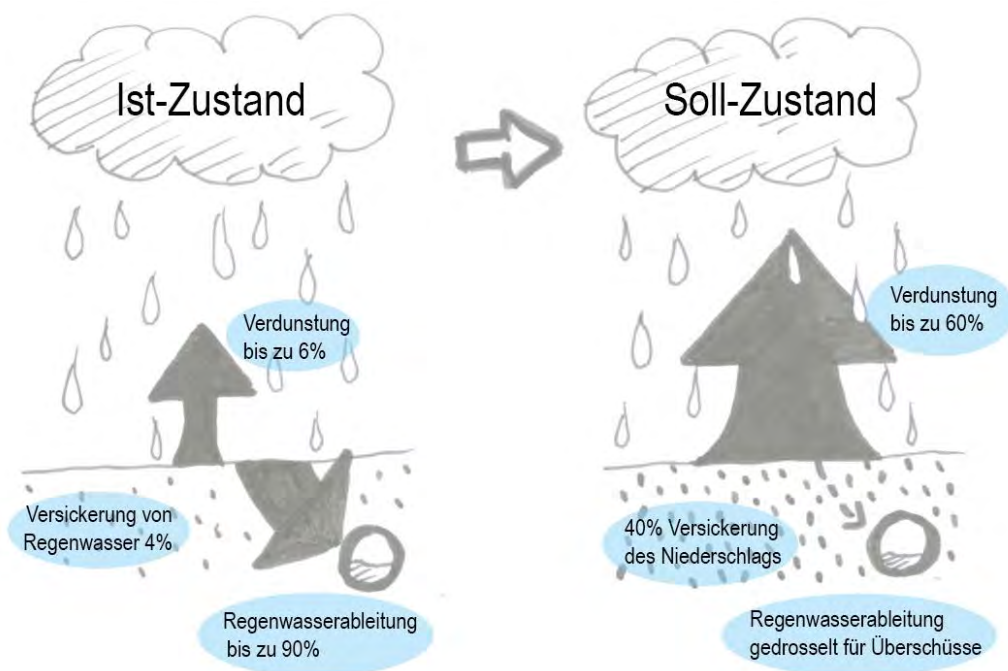 Ist-Zustand
Verdunstung
bis zu 6%
Versickerung von
Regenwasser 4%
Regenwasserableitung
bis zu 90%
Soll-Zustand
Verdunstung
bis zu 60%
40% Versickerung
des Niederschlags
Regenwasserableitung
gedrosselt für Überschüsse